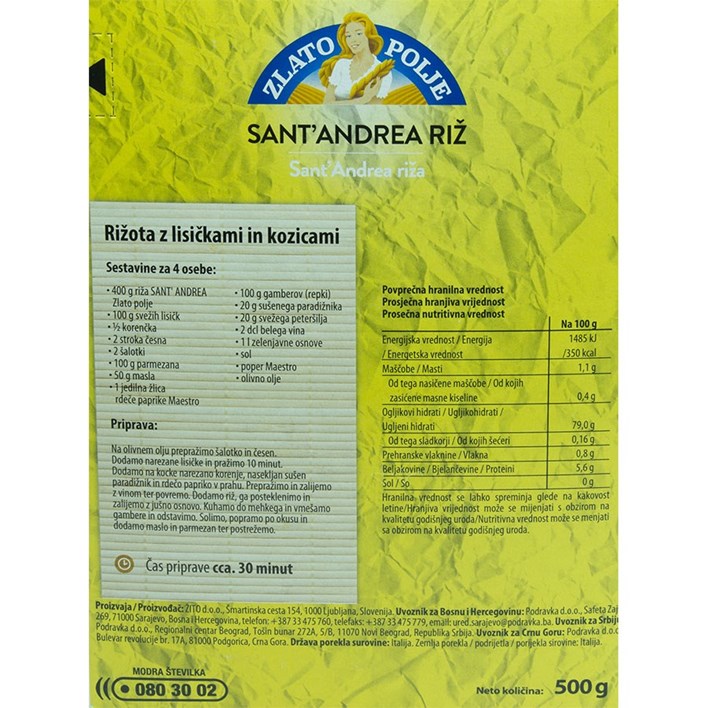 ZLATO POLJE
SANT'ANDREA RIŽ
Sant'Andrea riža
Rižota z lisičkami in kozicami
Sestavine za 4 osebe:
• 400 g riža SANT' ANDREA
Zlato polje
• 100 g svežih lisičk
• ½ korenčka
• 2 stroka česna
• 2 šalotki
• 100 g parmezana
• 50 g masla
• 1 jedilna žlica
rdeče paprike Maestro
• 100 g gamberov (repki)
• 20 g sušenega paradižnika
• 20 g svežega peteršilja
• 2 dcl belega vina
• 1 l zelenjavne osnove
• sol
• poper Maestro
• olivno olje
Priprava:
Na olivnem olju prepražimo šalotko in česen.
Dodamo narezane lisičke in pražimo 10 minut.
Dodamo na kocke narezano korenje, nasekljan sušen
paradižnik in rdečo papriko v prahu. Prepražimo in zalijemo
z vinom ter povremo. Dodamo riž, ga posteklenimo in
zalijemo z jušno osnovo. Kuhamo do mehkega in vmešamo
gambere in odstavimo. Solimo, popramo po okusu in
dodamo maslo in parmezan ter postrežemo.
Čas priprave cca. 30 minut
Povprečna hranilna vrednost
Prosječna hranjiva vrijednost
Prosečna nutritivna vrednost
Na 100 g
Energijska vrednost / Energija 1485 kJ
/ Energetska vrednost /350 kcal
Maščobe / Masti 1,1 g
Od tega nasičene maščobe / Od kojih
zasićene masne kiseline 0,4 g
Ogljikovi hidrati / Ugljikohidrati /
Ugljeni hidrati 79,0 g
Od tega sladkorji / Od kojih šećeri 0,16 g
Prehranske vlaknine / Vlakna 0,8 g
Beljakovine / Bjelančevine / Proteini 5,6 g
Sol / So 0 g
Hranilna vrednost se lahko spreminja glede na kakovost
letine/Hranjiva vrijednost može se mijenjati s obzirom na
kvalitetu godišnjeg uroda/Nutritivna vrednost može se menjati
sa obzirom na kvalitetu godišnjeg uroda.
Proizvaja / Proizvođač: ŽITO d.o.o., Šmartinska cesta 154, 1000 Ljubljana, Slovenija. Uvoznik za Bosnu i Hercegovinu: Podravka d.o.o., Safeta Zaj
269, 71000 Sarajevo, Bosna i Hercegovina, telefon: +387 33 475 760, telefaks: +387 33 475 779, email: ured.sarajevo@podravka.ba. Uvoznik za Srbiju
Podravka d.o.o., Regionalni centar Beograd, Tošin bunar 272A, 5/8, 11070 Novi Beograd, Republika Srbija. Uvoznik za Crnu Goru: Podravka d.o.
Bulevar revolucije br. 17A, 81000 Podgorica, Crna Gora. Država porekla surovine: Italija. Zemlja porekla / podrijetla / porijekla sirovine: Italija.
MODRA ŠTEVILKA
080 30 02
Neto količina: 500 g